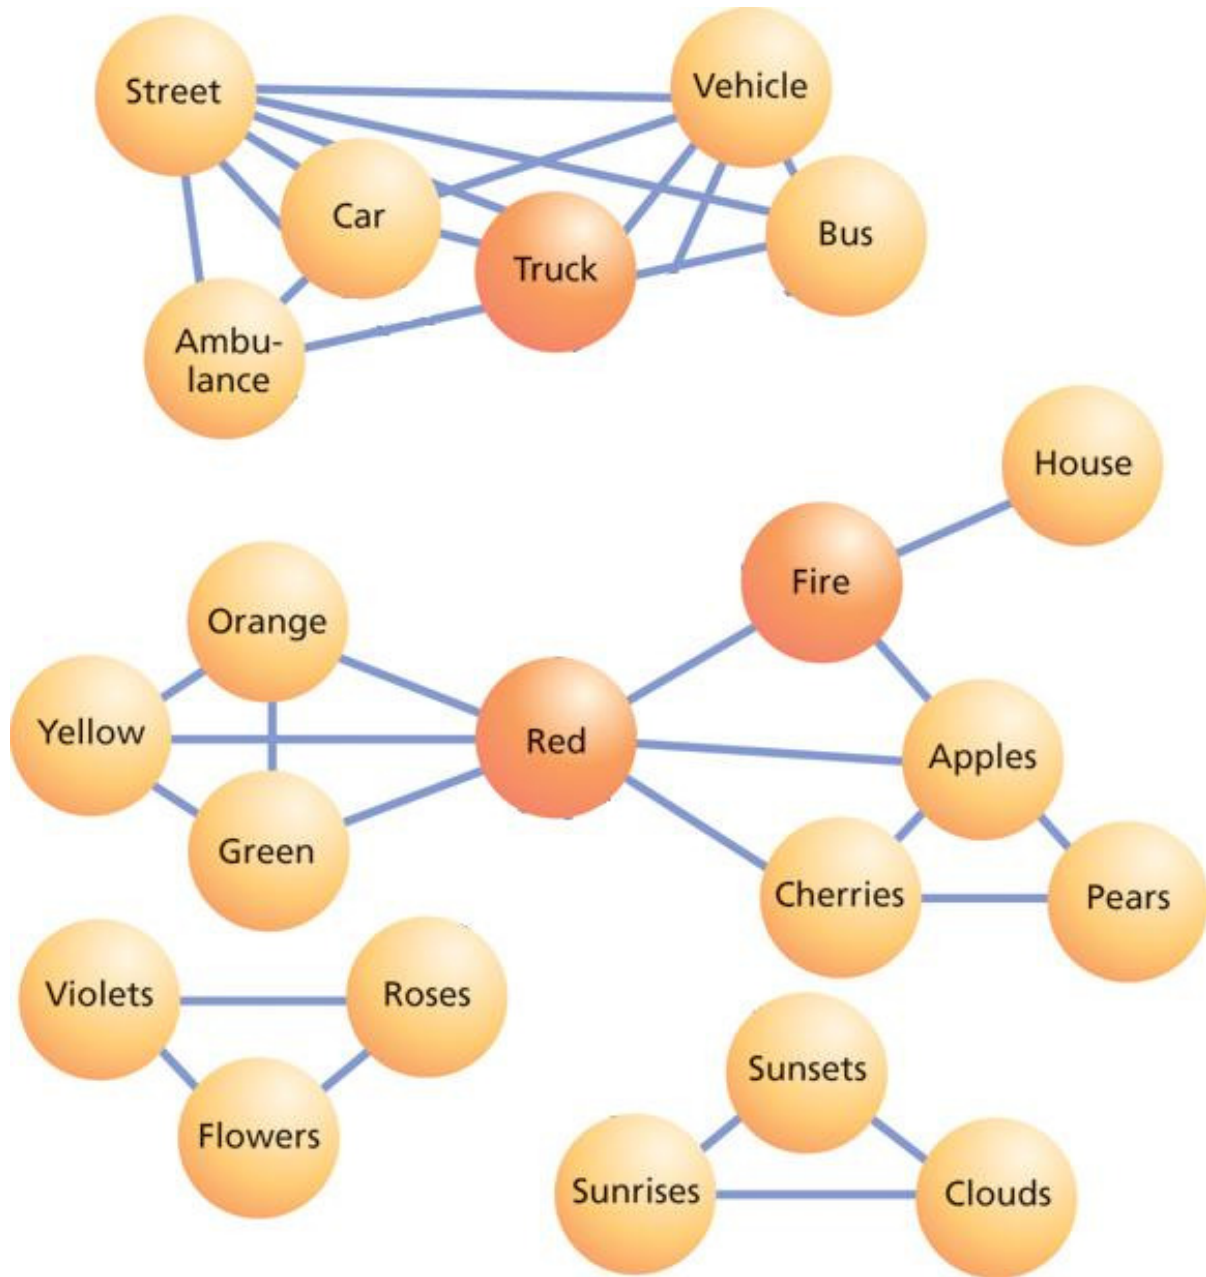 Street
Vehicle
Car
Bus
Truck
Ambu-
lance
House
Fire
Orange
Yellow
Red
Apples
Green
Cherries
Pears
Violets
Roses
Flowers
Sunsets
Sunrises
Clouds